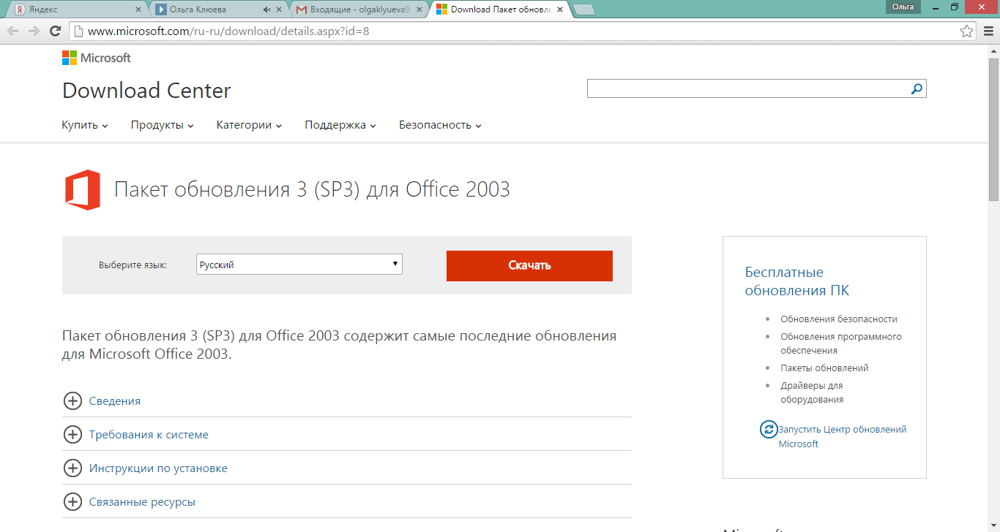 Яндекс
Ольга Клюева
Входящие - olgaklyueva9
Download Пакет обновле
Ольга
www.microsoft.com/ru-ru/download/details.aspx?id=8
Microsoft
Download Center
Купить
Продукты
Категории
Поддержка
Безопасность
Пакет обновления 3 (SP3) для Office 2003
Выберите язык:
Русский
Скачать
Пакет обновления 3 (SP3) для Office 2003 содержит самые последние обновления
для Microsoft Office 2003.
Сведения
Требования к системе
Инструкции по установке
Связанные ресурсы
Бесплатные
обновления ПК
Обновления безопасности
Обновления программного
обеспечения
Пакеты обновлений
Драйверы для
оборудования
Запустить Центр обновлений
Microsoft